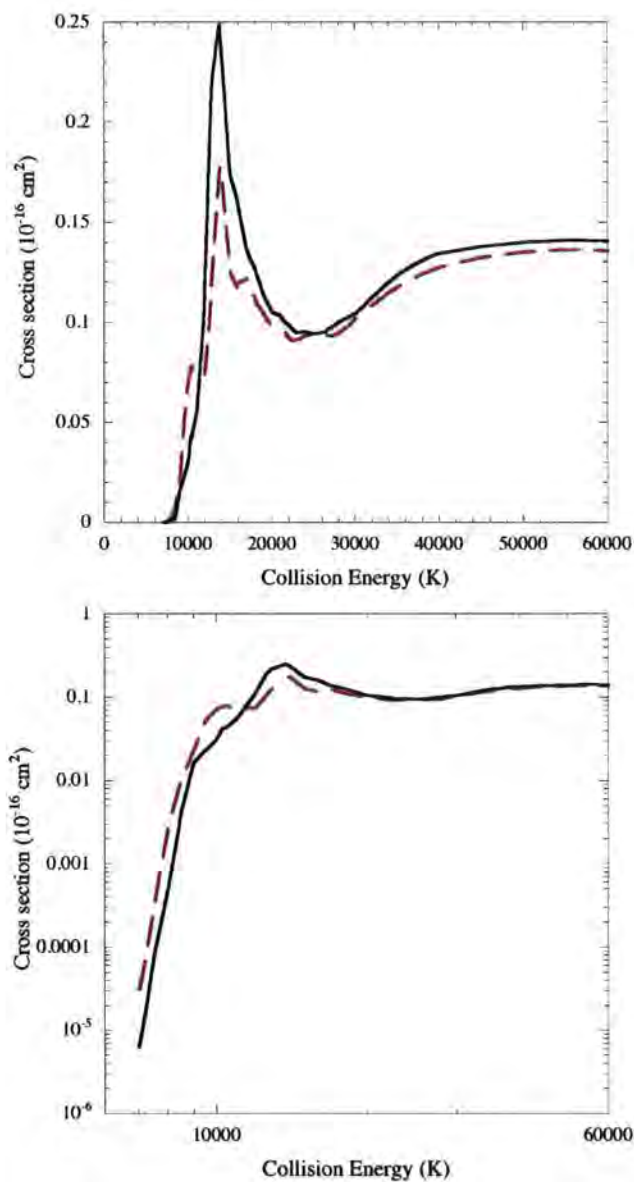 0.25
0.2
0.15
0.1
0.05
0
0 10000 20000 30000 40000 50000 60000
Cross section (10⁻¹⁶ cm²)
Collision Energy (K)
1
0.1
0.01
0.001
0.0001
10⁻⁵
10⁻⁶
10000 60000
Cross section (10⁻¹⁶ cm²)
Collision Energy (K)